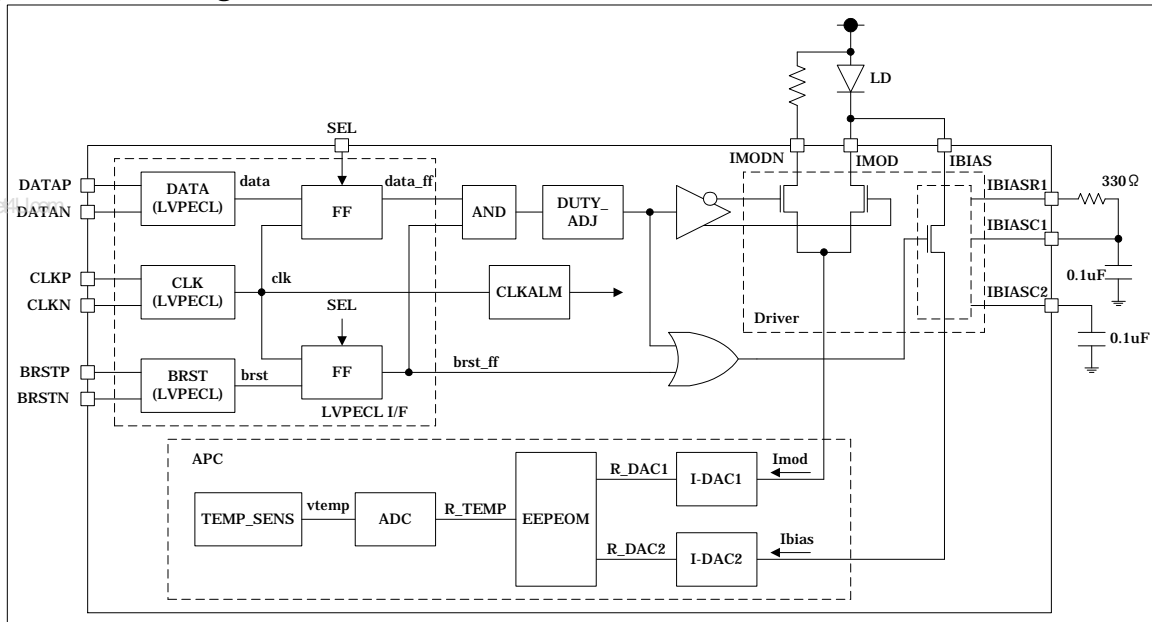 LD
SEL
IMODN
IMOD
IBIAS
DATAP
DATAN
DATA
(LVPECL)
data
FF
data_ff
AND
DUTY_
ADJ
IBIASR1
330Ω
IBIASC1
0.1uF
IBIASC2
0.1uF
CLKP
CLKN
CLK
(LVPECL)
clk
CLKALM
Driver
SEL
BRSTP
BRSTN
BRST
(LVPECL)
brst
FF
brst_ff
LVPECL I/F
APC
TEMP_SENS
vtemp
ADC
R_TEMP
EEPEOM
R_DAC1
I-DAC1
Imod
R_DAC2
I-DAC2
Ibias